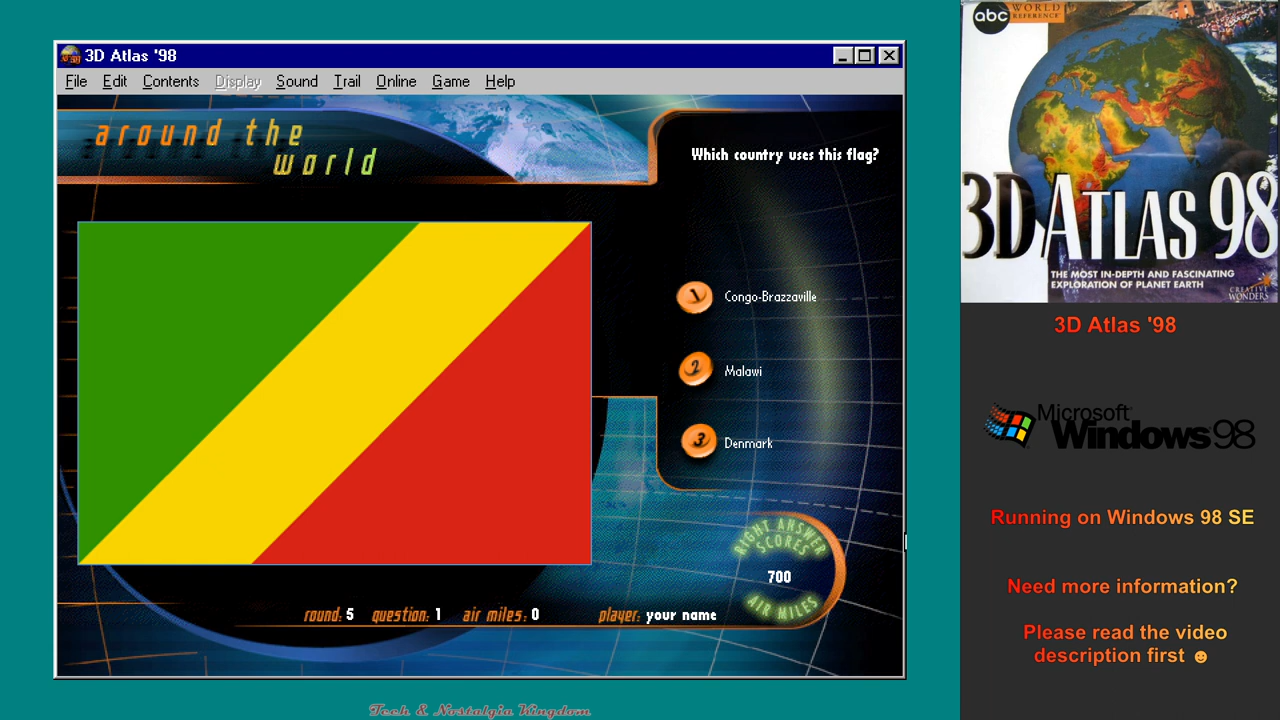 3D Atlas '98
File Edit Contents Display Sound Trail Online Game Help
around the
world
Which country uses this flag?
1 Congo-Brazzaville
2 Malawi
3 Denmark
RIGHT ANSWER
SCORES
700
AIR MILES
round: 5 question: 1 air miles: 0 player: your name
Tech & Nostalgia Kingdom
abc WORLD
REFERENCE
3D ATLAS 98
THE MOST IN-DEPTH AND FASCINATING
EXPLORATION OF PLANET EARTH
CREATIVE
WONDERS
3D Atlas '98
Microsoft
Windows 98
Running on Windows 98 SE
Need more information?
Please read the video
description first ☻